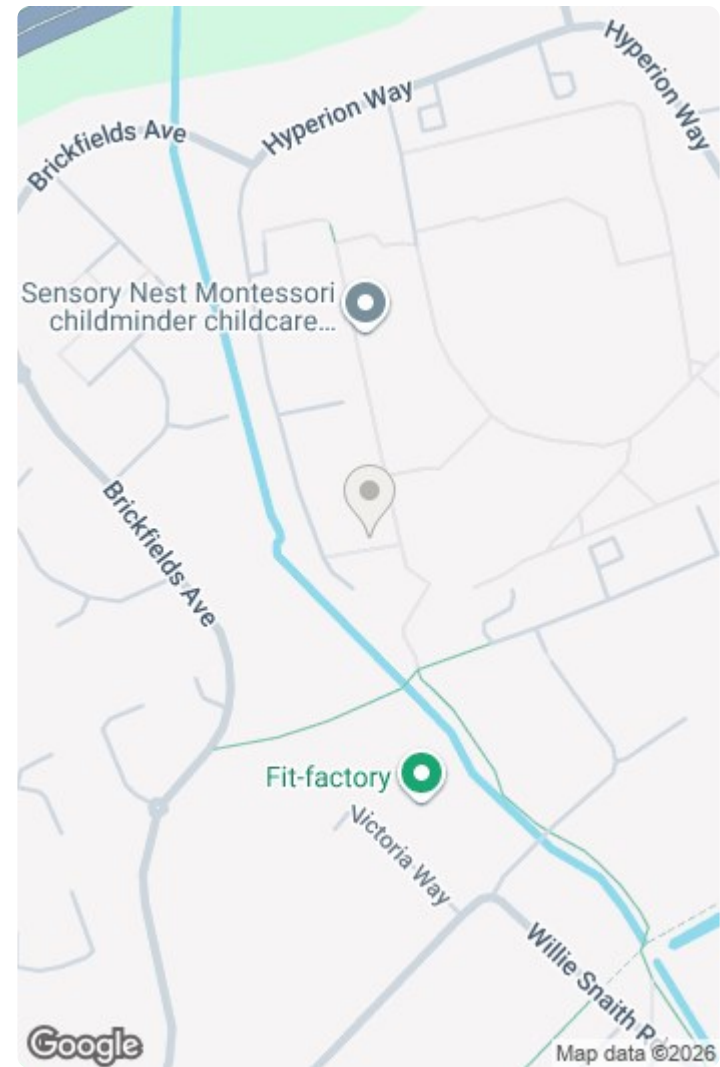 Hyperion Way
Hyperion Way
Brickfields Ave
Sensory Nest Montessori
childminder childcare...
Brickfields Ave
Fit-factory
Victoria Way
Willie Snaith Rd
Google
Map data ©2026